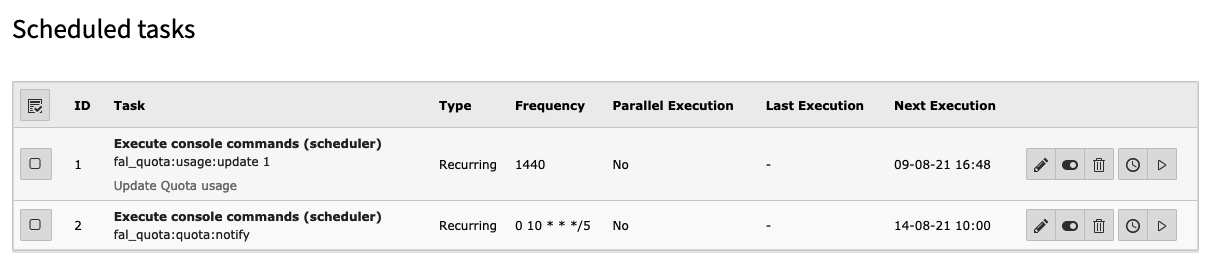 Scheduled tasks
ID Task Type Frequency Parallel Execution Last Execution Next Execution
Execute console commands (scheduler)
1 fal_quota:usage:update 1 Recurring 1440 No - 09-08-21 16:48
Update Quota usage
Execute console commands (scheduler)
2 fal_quota:quota:notify Recurring 0 10 * * */5 No - 14-08-21 10:00